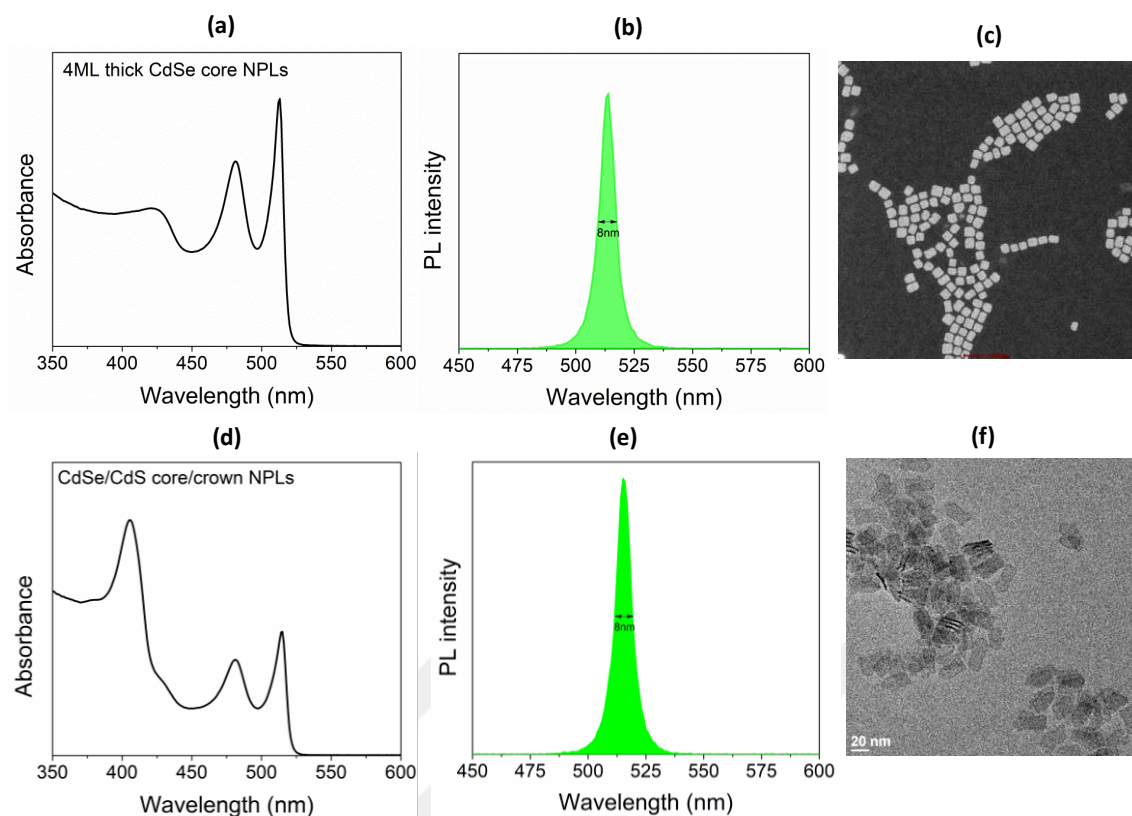 (a)
(b)
(c)
4ML thick CdSe core NPLs
Absorbance
350 400 450 500 550 600
Wavelength (nm)
PL intensity
8nm
450 475 500 525 550 575 600
Wavelength (nm)
(d)
(e)
(f)
CdSe/CdS core/crown NPLs
Absorbance
350 400 450 500 550 600
Wavelength (nm)
PL intensity
8nm
450 475 500 525 550 575 600
Wavelength (nm)
20 nm